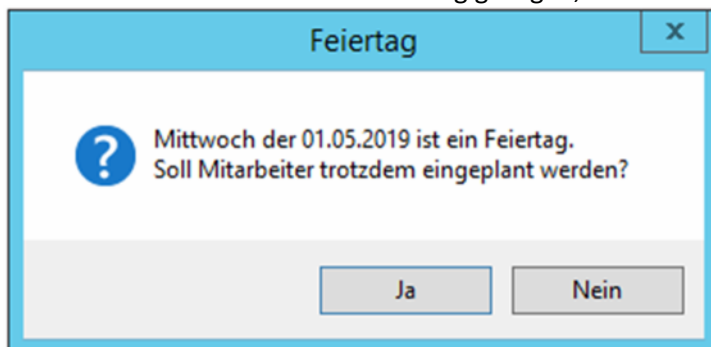 Feiertag
x
Mittwoch der 01.05.2019 ist ein Feiertag.
Soll Mitarbeiter trotzdem eingeplant werden?
Ja
Nein